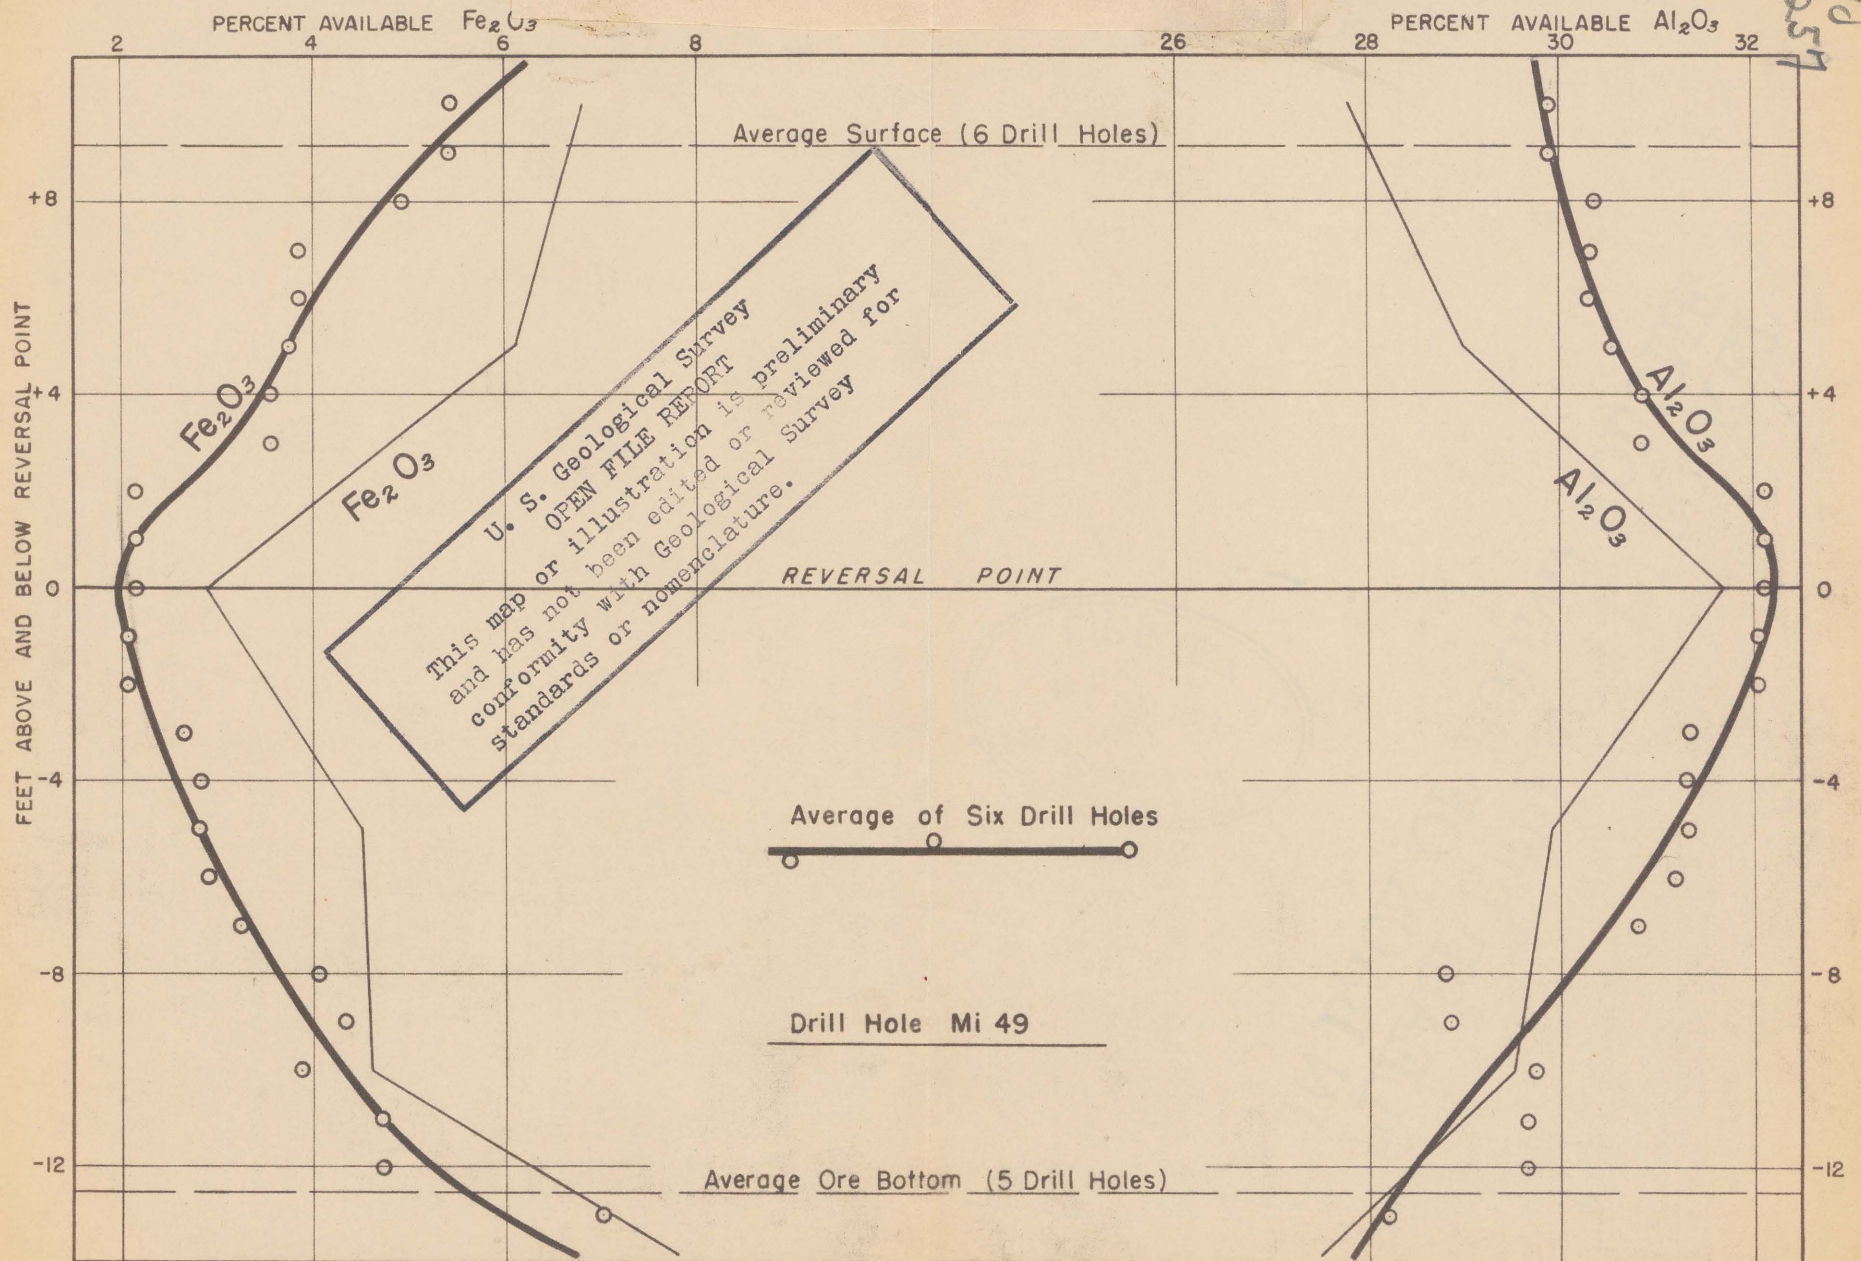 PERCENT AVAILABLE Fe₂O₃
PERCENT AVAILABLE Al₂O₃
2 4 6 8 26 28 30 32
Average Surface (6 Drill Holes)
+8 +8
FEET ABOVE AND BELOW REVERSAL POINT
U. S. Geological Survey
OPEN FILE REPORT
This map or illustration is preliminary
and has not been edited or reviewed for
conformity with Geological Survey
standards or nomenclature.
+4 +4
Fe₂O₃
Fe₂O₃
Al₂O₃
Al₂O₃
0 REVERSAL POINT 0
-4 -4
Average of Six Drill Holes
-8 -8
Drill Hole Mi 49
-12 -12
Average Ore Bottom (5 Drill Holes)